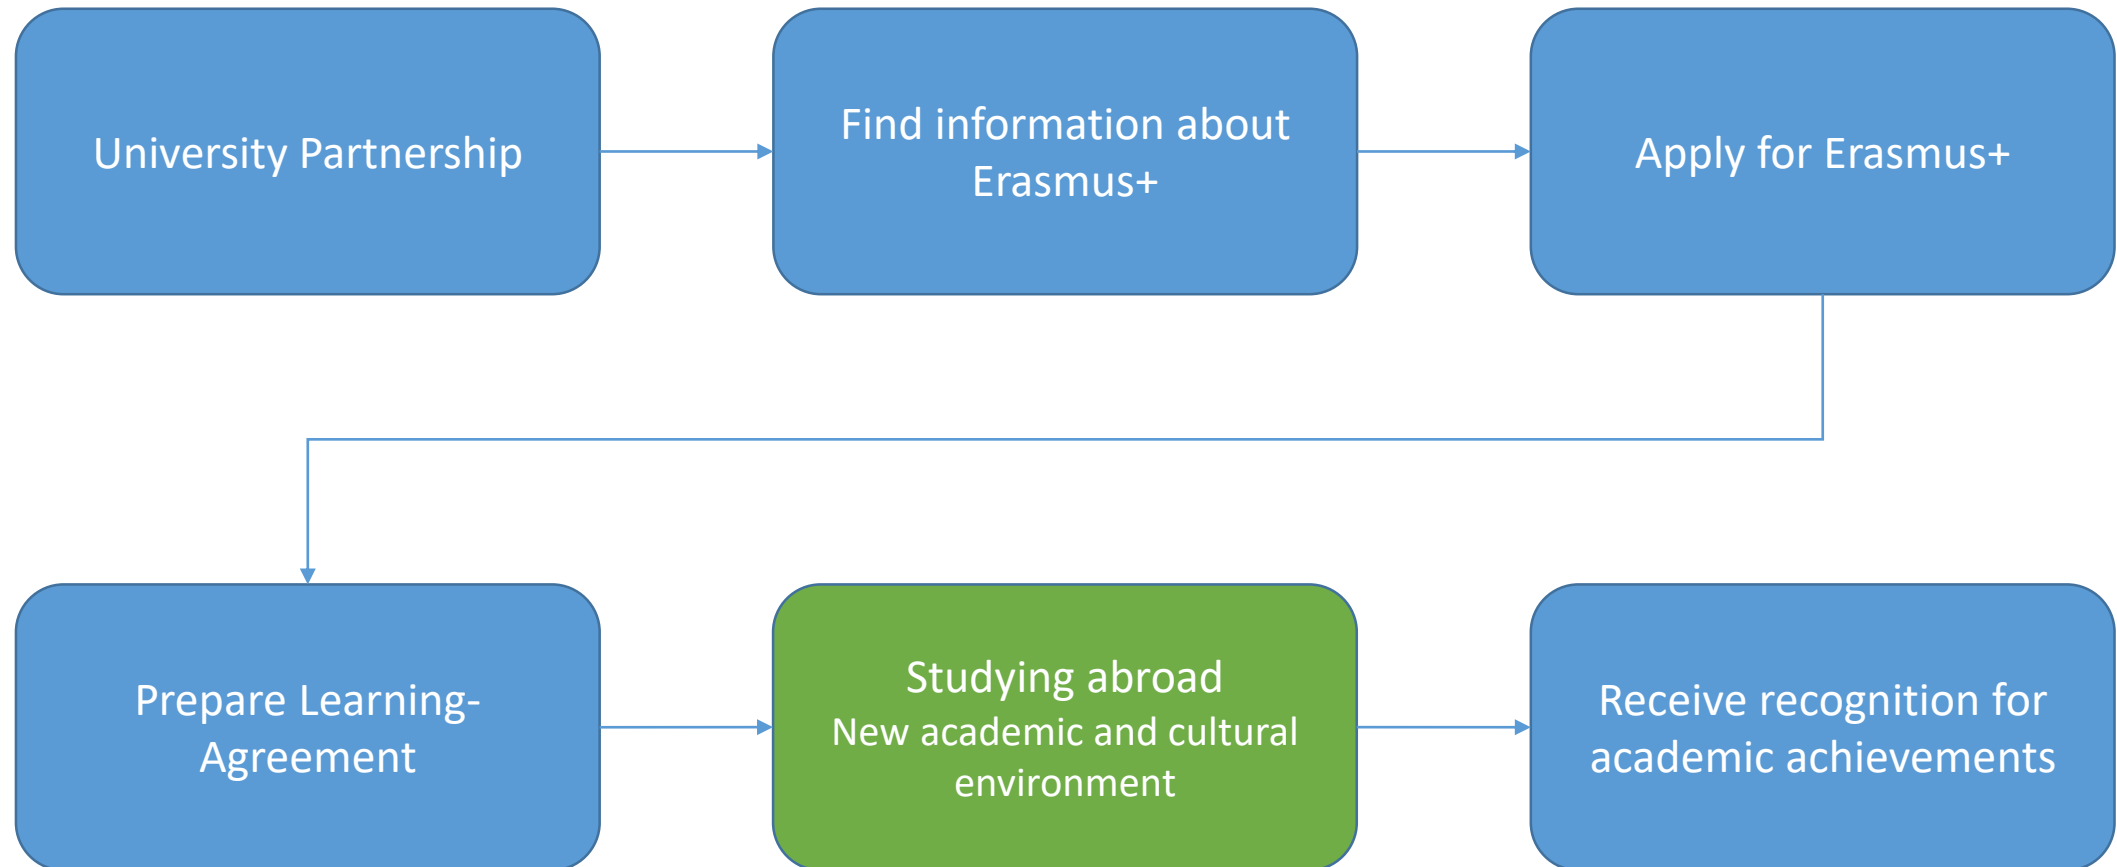 University Partnership
Find information about
Erasmus+
Apply for Erasmus+
Prepare Learning-
Agreement
Studying abroad
New academic and cultural
environment
Receive recognition for
academic achievements